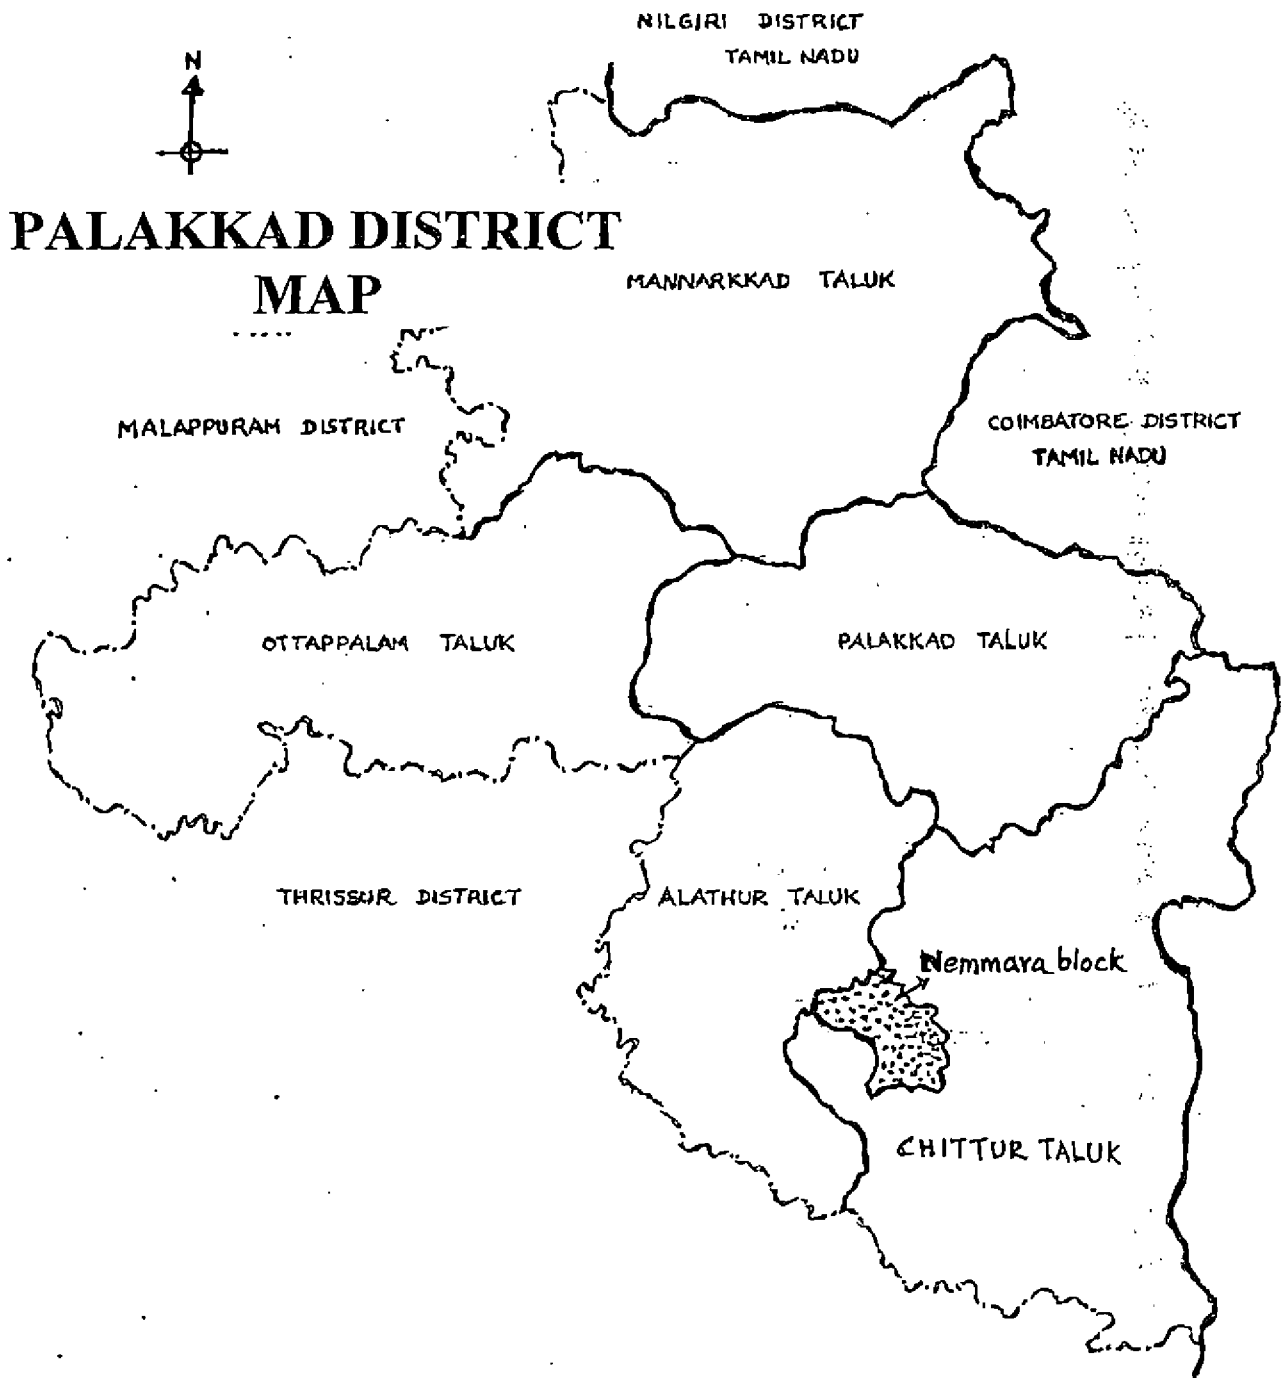 NILGIRI DISTRICT
TAMIL NADU
N
PALAKKAD DISTRICT
MAP
MANNARKKAD TALUK
MALAPPURAM DISTRICT
COIMBATORE DISTRICT
TAMIL NADU
OTTAPPALAM TALUK
PALAKKAD TALUK
THRISSUR DISTRICT
ALATHUR TALUK
Nemmara block
CHITTUR TALUK